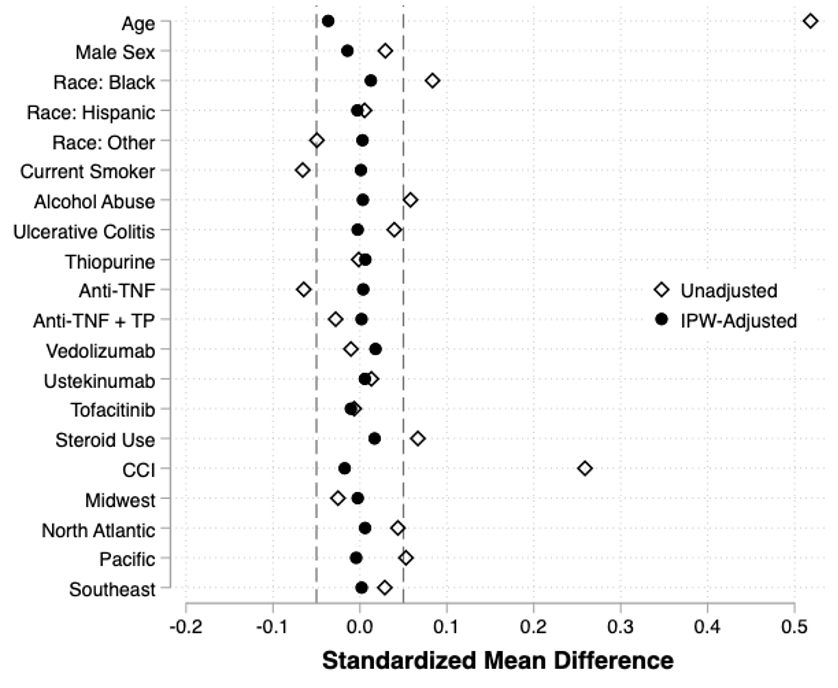 Age
Male Sex
Race: Black
Race: Hispanic
Race: Other
Current Smoker
Alcohol Abuse
Ulcerative Colitis
Thiopurine
Anti-TNF
Anti-TNF + TP
Vedolizumab
Ustekinumab
Tofacitinib
Steroid Use
CCI
Midwest
North Atlantic
Pacific
Southeast
Unadjusted
IPW-Adjusted
-0.2 -0.1 0.0 0.1 0.2 0.3 0.4 0.5
Standardized Mean Difference